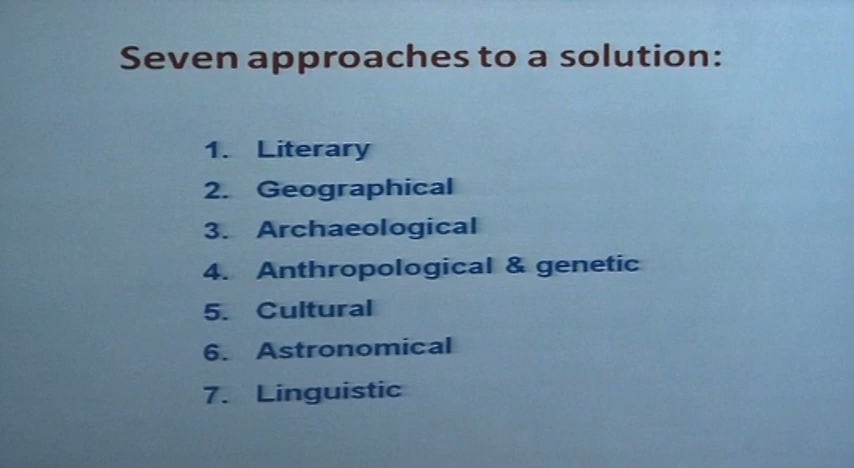 Seven approaches to a solution:
1. Literary
2. Geographical
3. Archaeological
4. Anthropological & genetic
5. Cultural
6. Astronomical
7. Linguistic